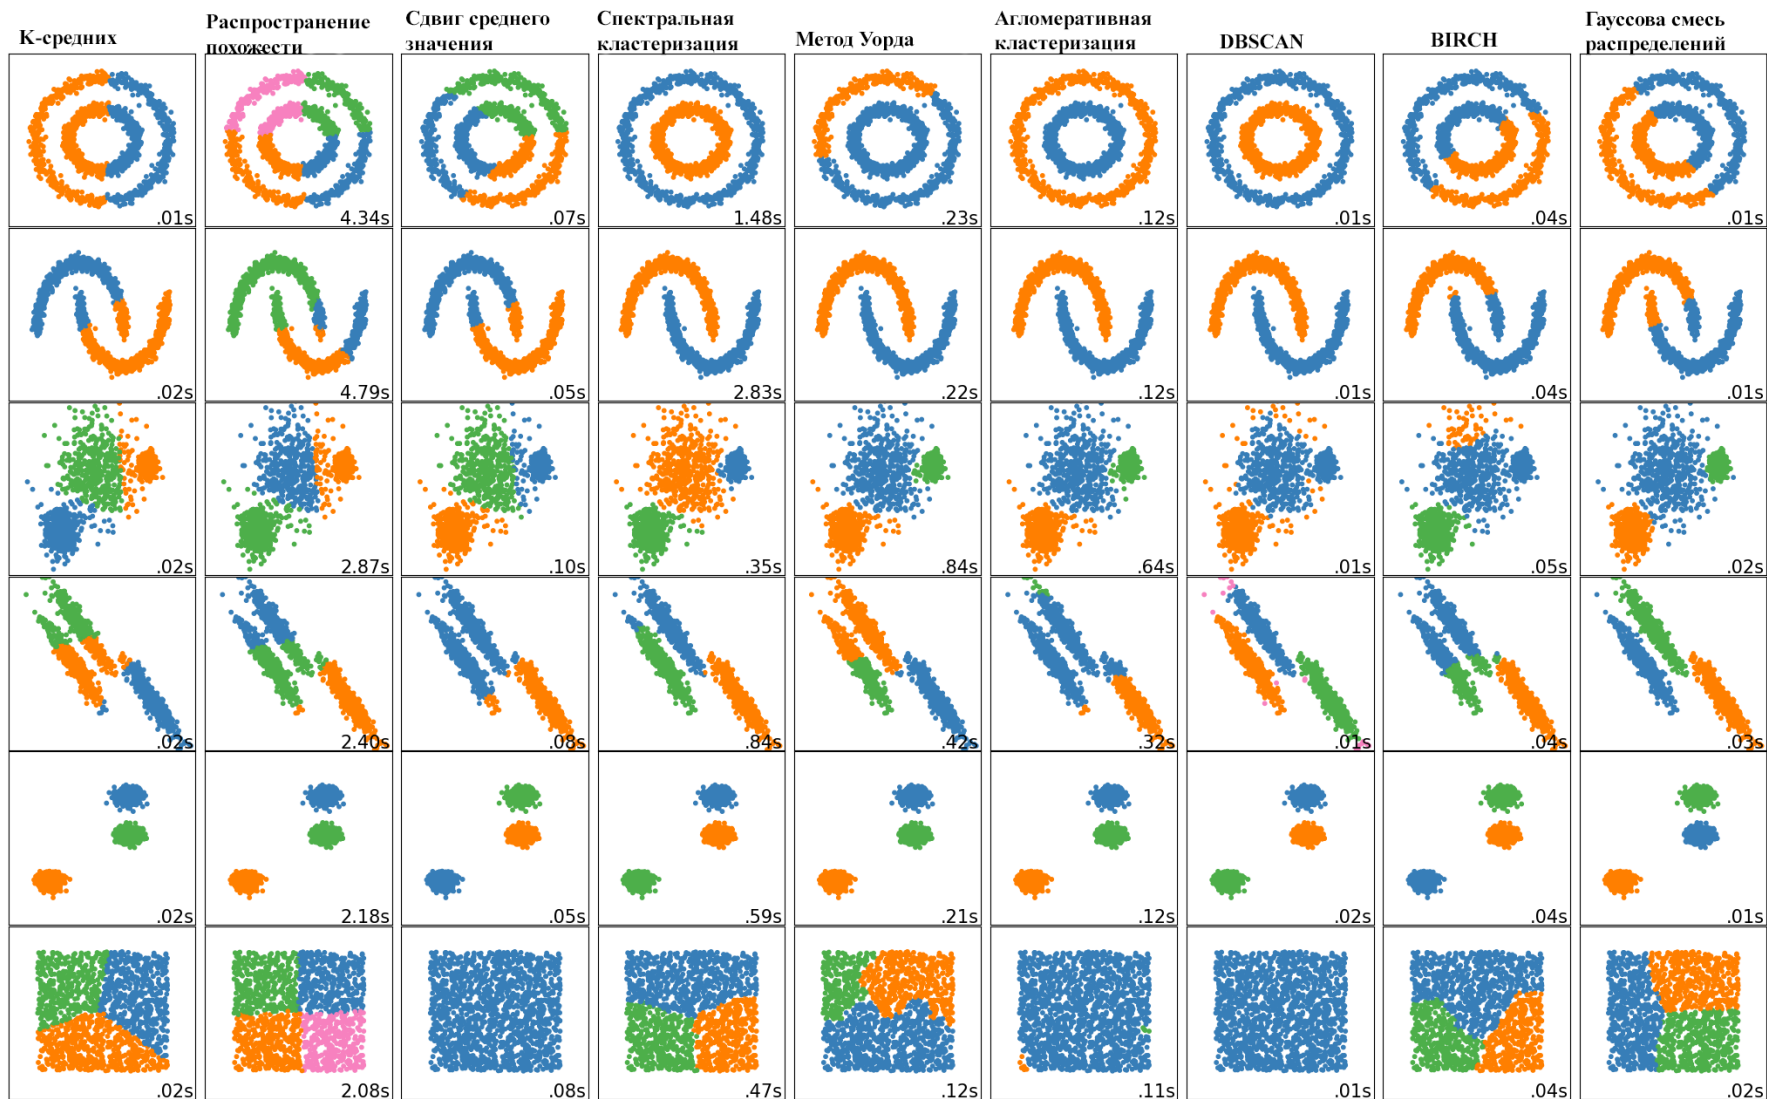 K-средних
Распространение
похожести
Сдвиг среднего
значения
Спектральная
кластеризация
Метод Уорда
Агломеративная
кластеризация
DBSCAN
BIRCH
Гауссова смесь
распределений
.01s
4.34s
.07s
1.48s
.23s
.12s
.01s
.04s
.01s
.02s
4.79s
.05s
2.83s
.22s
.12s
.01s
.04s
.01s
.02s
2.87s
.10s
.35s
.84s
.64s
.01s
.05s
.02s
.02s
2.40s
.08s
.84s
.42s
.32s
.01s
.04s
.03s
.02s
2.18s
.05s
.59s
.21s
.12s
.02s
.04s
.01s
.02s
2.08s
.08s
.47s
.12s
.11s
.01s
.04s
.02s